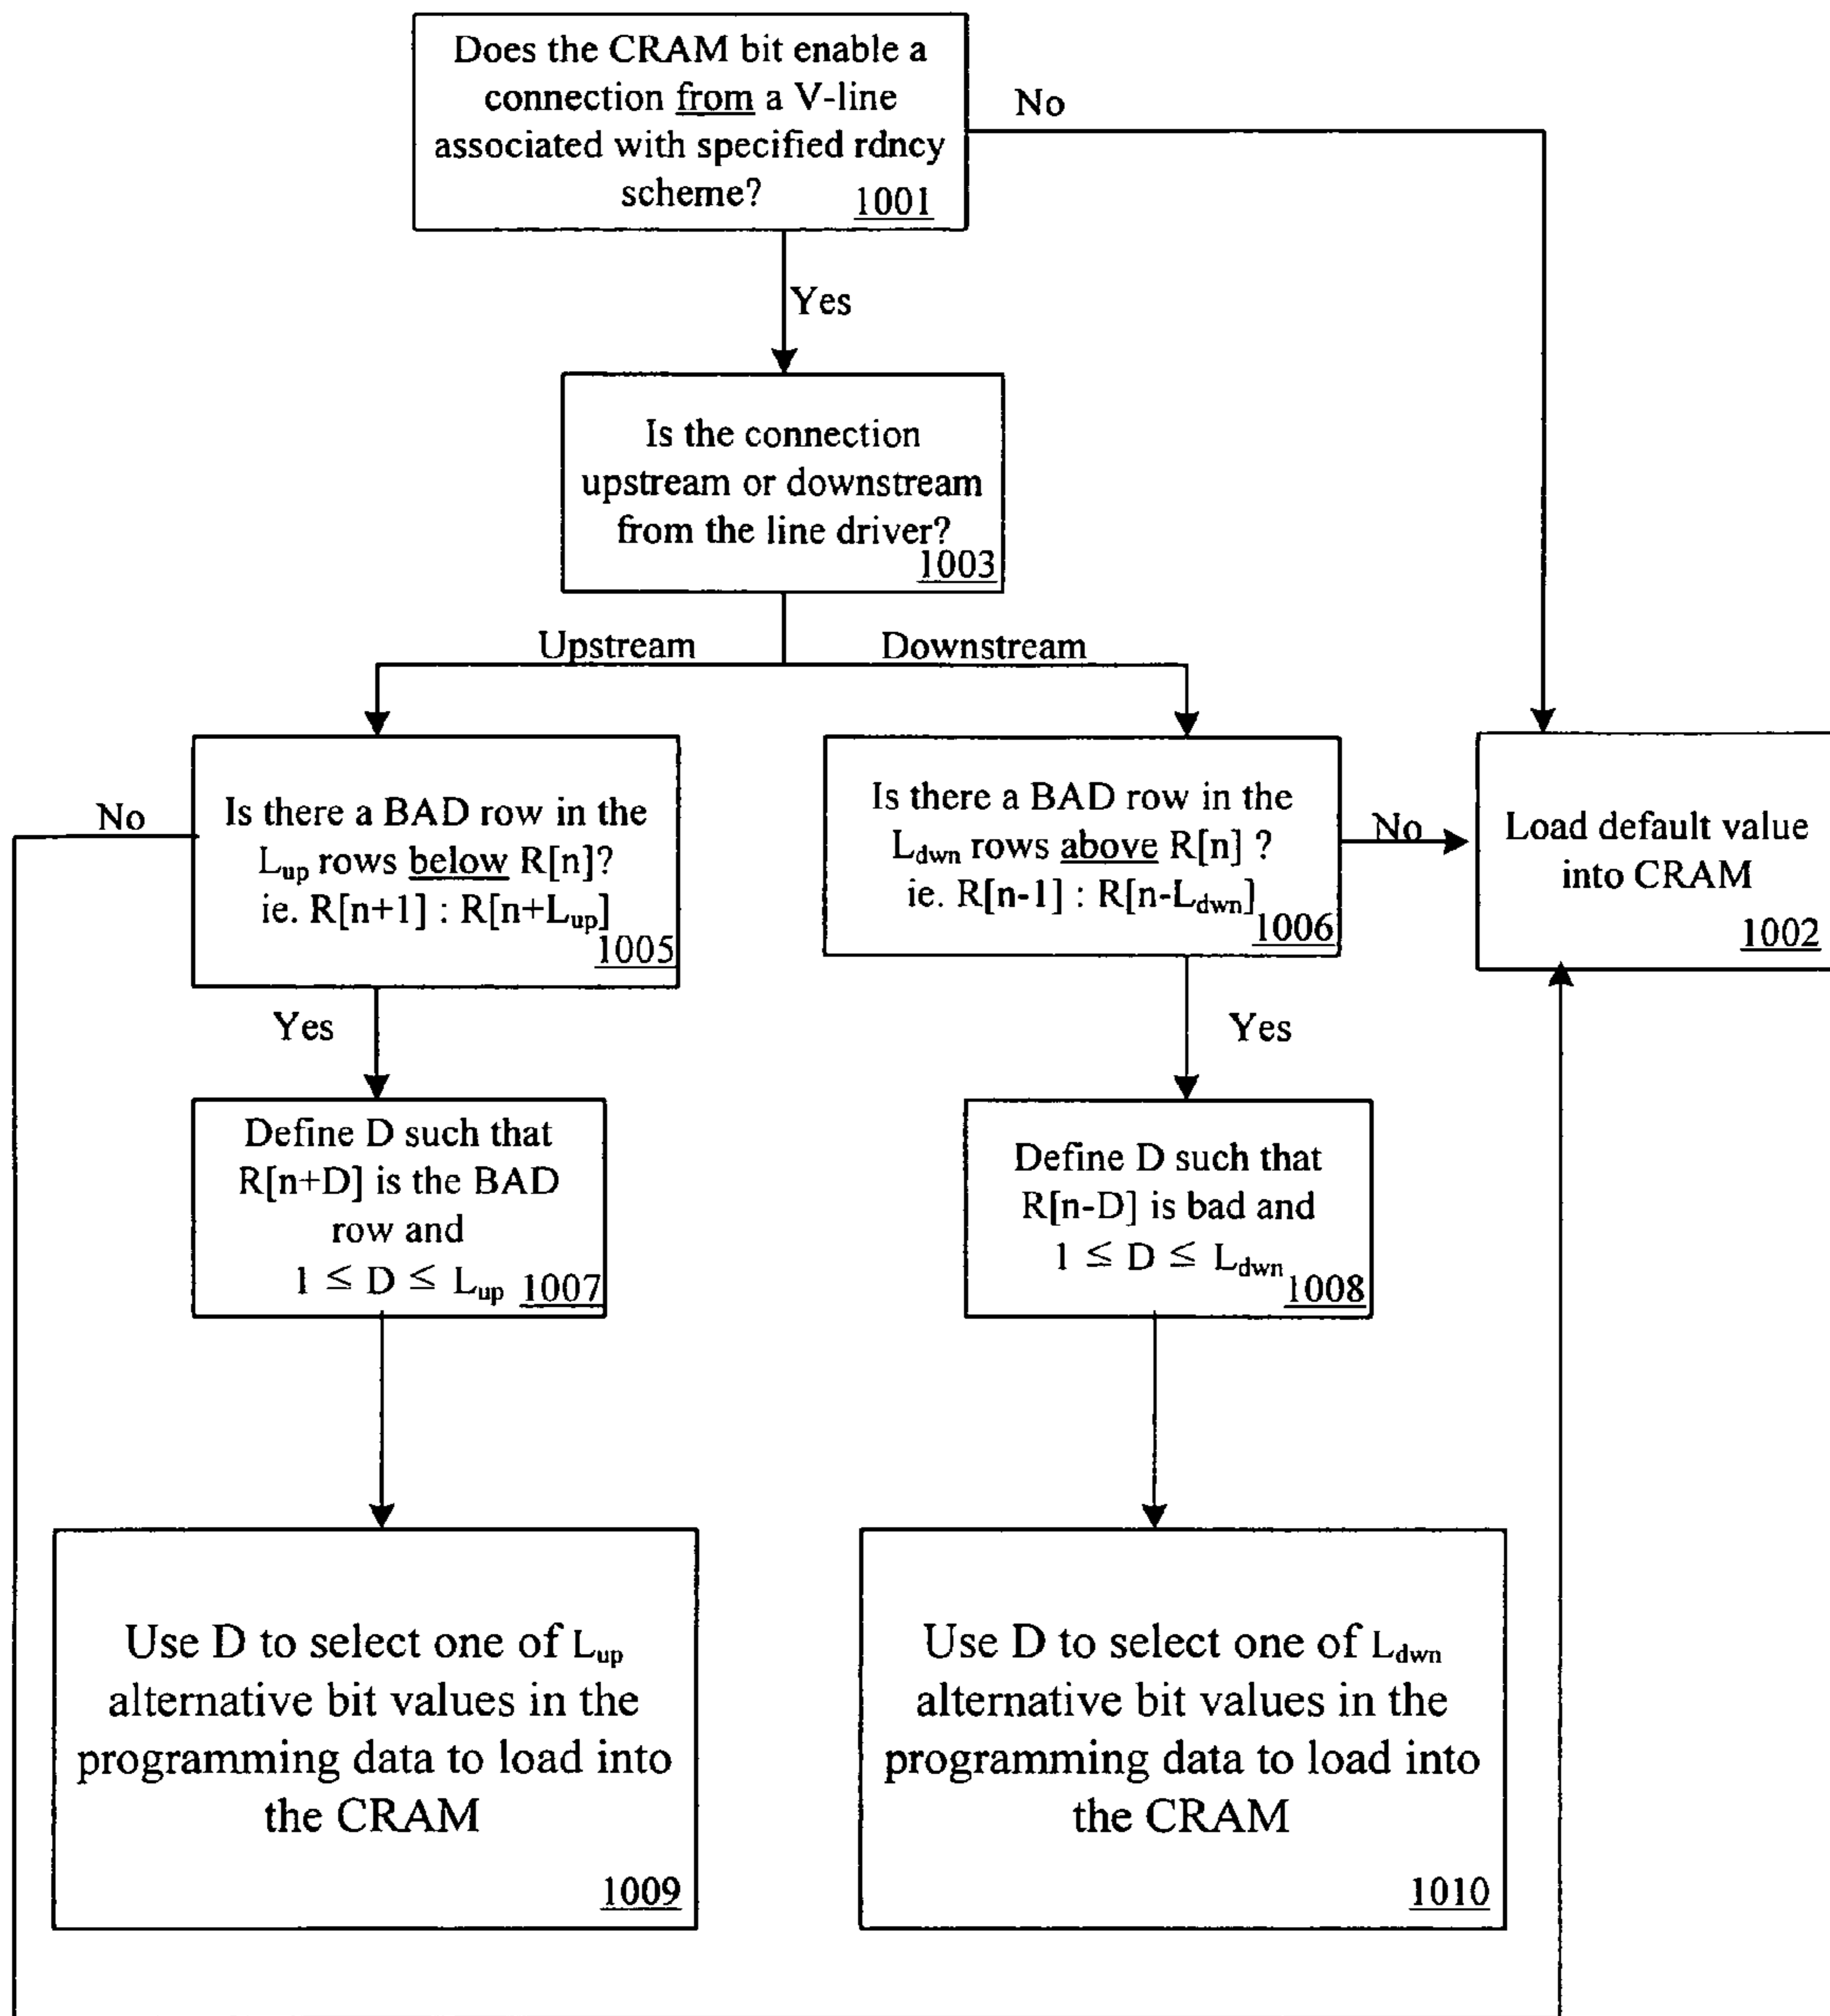 Does the CRAM bit enable a
connection from a V-line
associated with specified rdncy
scheme?
1001
No
Yes
Is the connection
upstream or downstream
from the line driver?
1003
Upstream
Downstream
No
Is there a BAD row in the
Lup rows below R[n]?
ie. R[n+1] : R[n+Lup]
1005
Is there a BAD row in the
Ldwn rows above R[n] ?
ie. R[n-1] : R[n-Ldwn]
1006
No
Load default value
into CRAM
1002
Yes
Yes
Define D such that
R[n+D] is the BAD
row and
1 ≤ D ≤ Lup
1007
Define D such that
R[n-D] is bad and
1 ≤ D ≤ Ldwn
1008
Use D to select one of Lup
alternative bit values in the
programming data to load into
the CRAM
1009
Use D to select one of Ldwn
alternative bit values in the
programming data to load into
the CRAM
1010